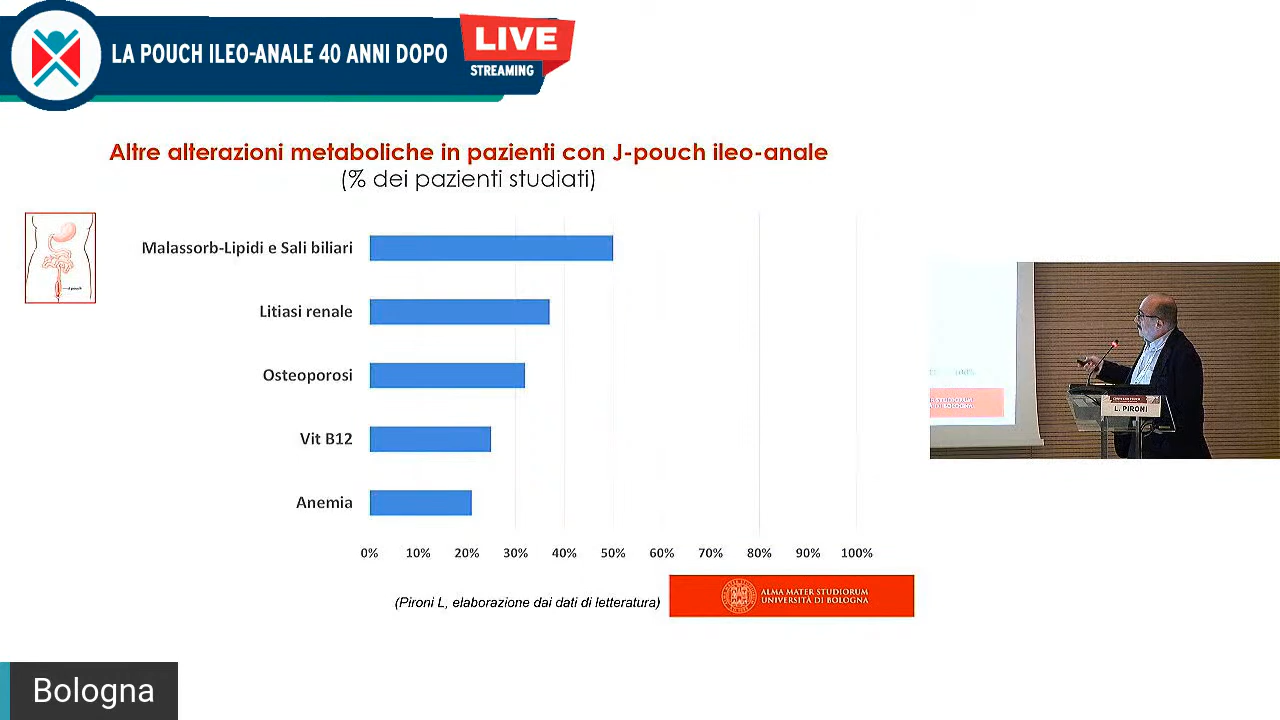 LA POUCH ILEO-ANALE 40 ANNI DOPO
LIVE
STREAMING
Altre alterazioni metaboliche in pazienti con J-pouch ileo-anale
(% dei pazienti studiati)
Malassorb-Lipidi e Sali biliari
Litiasi renale
Osteoporosi
Vit B12
Anemia
0% 10% 20% 30% 40% 50% 60% 70% 80% 90% 100%
(Pironi L, elaborazione dai dati di letteratura)
ALMA MATER STUDIORUM
UNIVERSITÀ DI BOLOGNA
L. PIRONI
Bologna